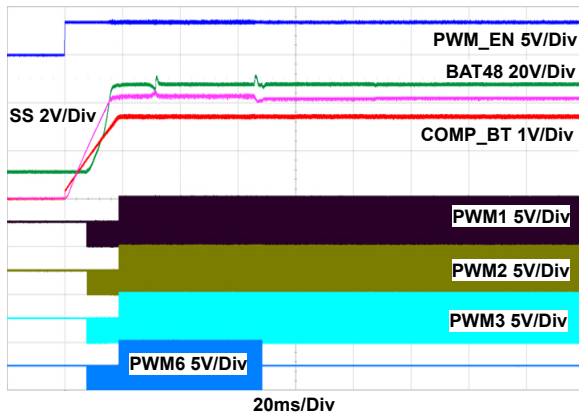 PWM_EN 5V/Div
BAT48 20V/Div
SS 2V/Div
COMP_BT 1V/Div
PWM1 5V/Div
PWM2 5V/Div
PWM3 5V/Div
PWM6 5V/Div
20ms/Div